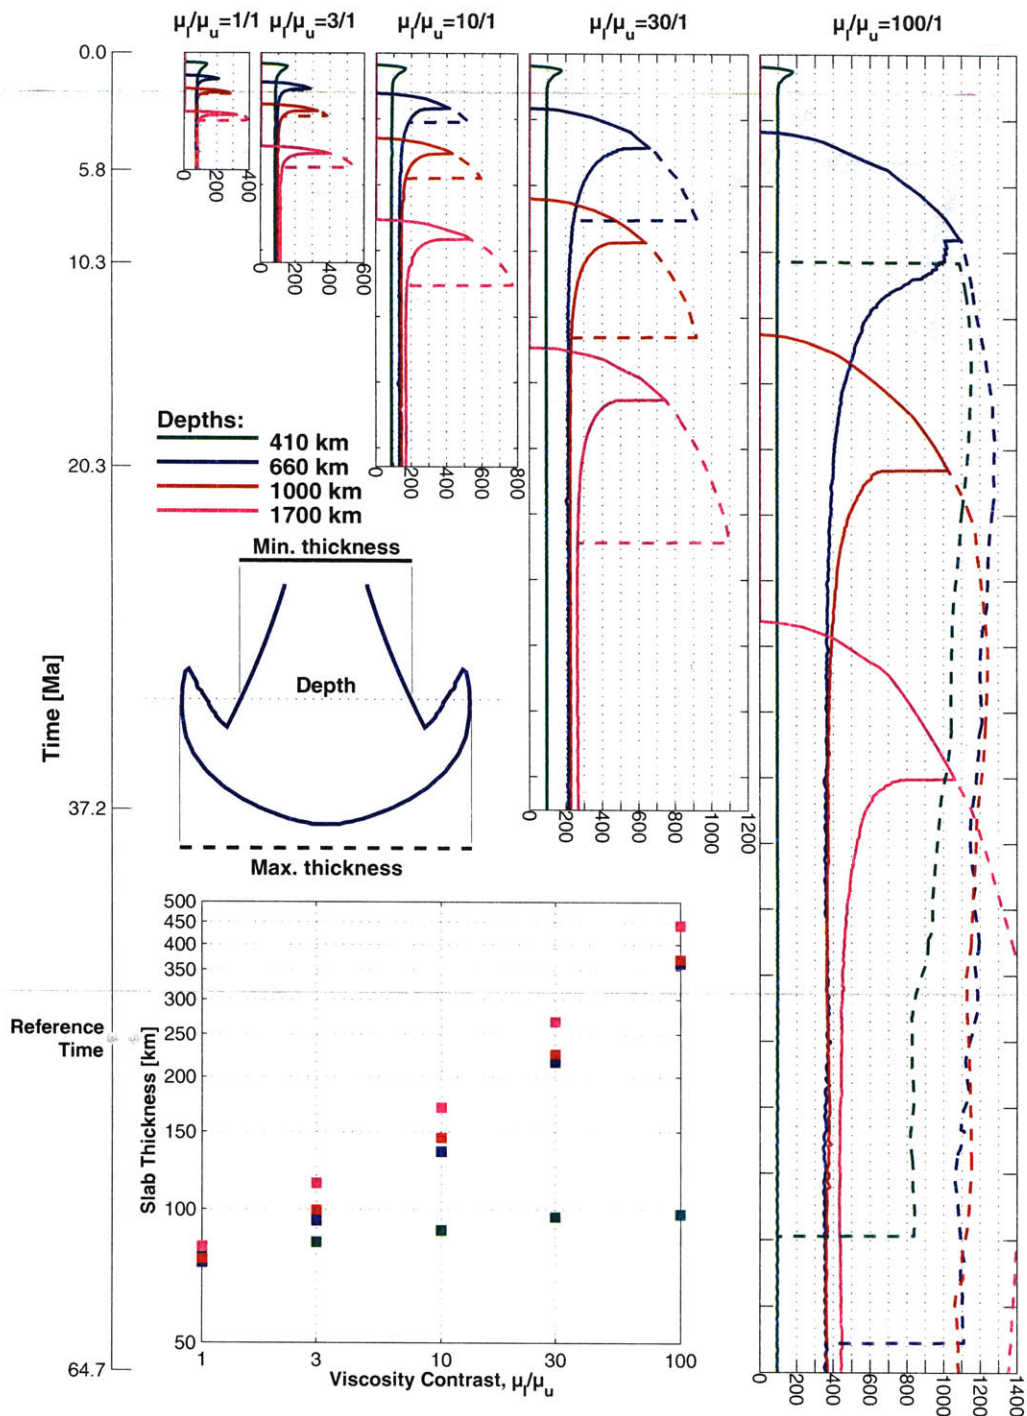 μl/μu=1/1 μl/μu=3/1 μl/μu=10/1 μl/μu=30/1 μl/μu=100/1
0.0
5.8
10.3
20.3
37.2
64.7
Time [Ma]
Reference
Time
0 200 400
0 200 400 600
0 200 400 600 800
0 200 400 600 800 1000 1200
0 200 400 600 800 1000 1200 1400
Depths:
410 km
660 km
1000 km
1700 km
Min. thickness
Depth
Max. thickness
500
450
400
350
300
250
200
150
100
50
Slab Thickness [km]
1 3 10 30 100
Viscosity Contrast, μl/μu